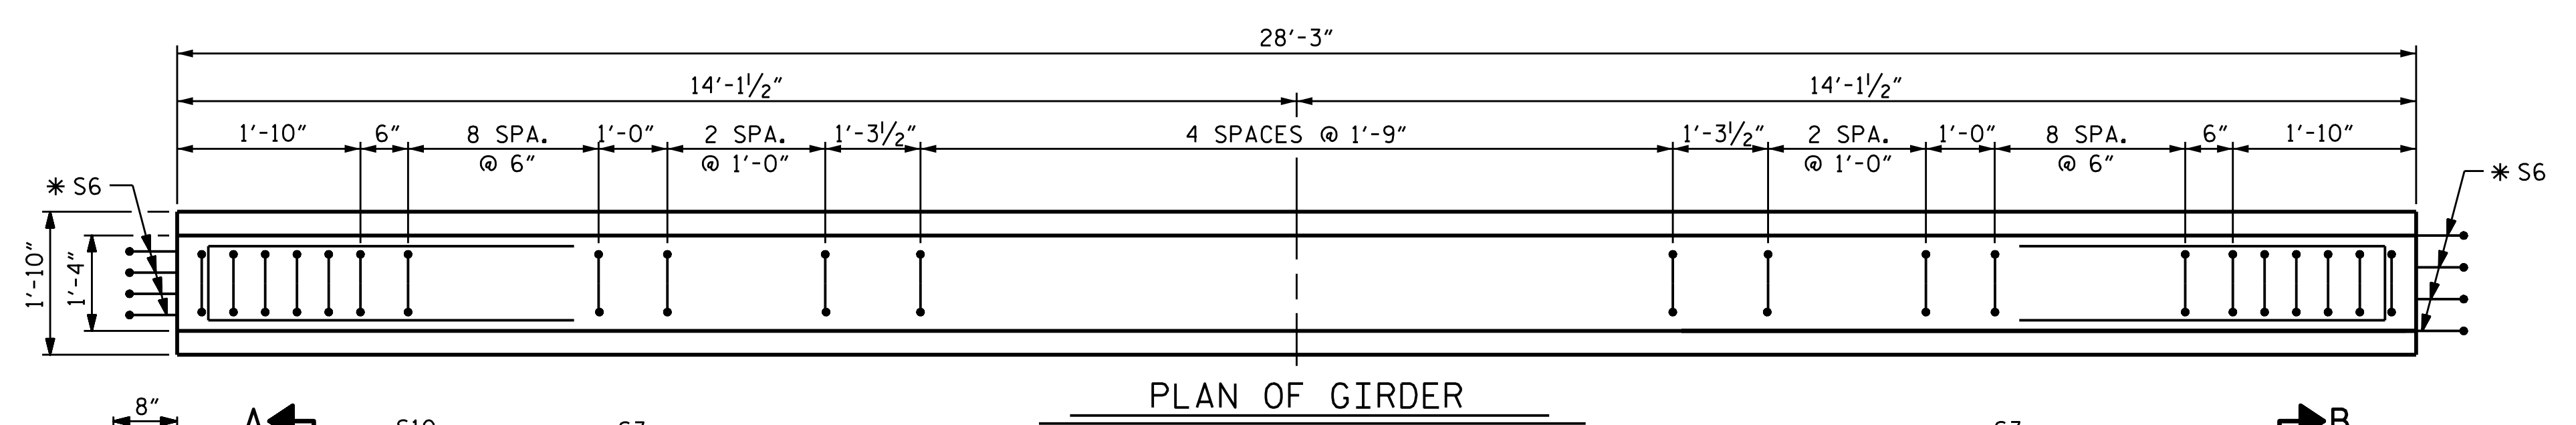 28'-3"
14'-1½" 14'-1½"
1'-10" 6" 8 SPA. 1'-0" 2 SPA. 1'-3½" 4 SPACES @ 1'-9" 1'-3½" 2 SPA. 1'-0" 8 SPA. 6" 1'-10"
@ 6" @ 1'-0" @ 1'-0" @ 6"
* S6 * S6
1'-10"
1'-4"
PLAN OF GIRDER
8" A B